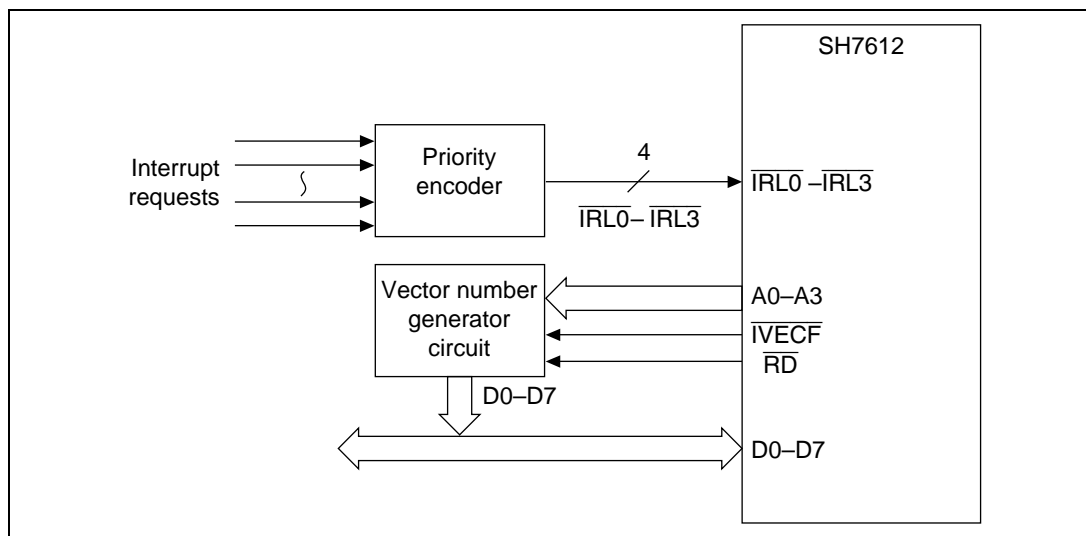 SH7612
Interrupt
requests
Priority
encoder
4
IRL0–IRL3
IRL0–IRL3
Vector number
generator
circuit
A0–A3
IVECF
RD
D0–D7
D0–D7